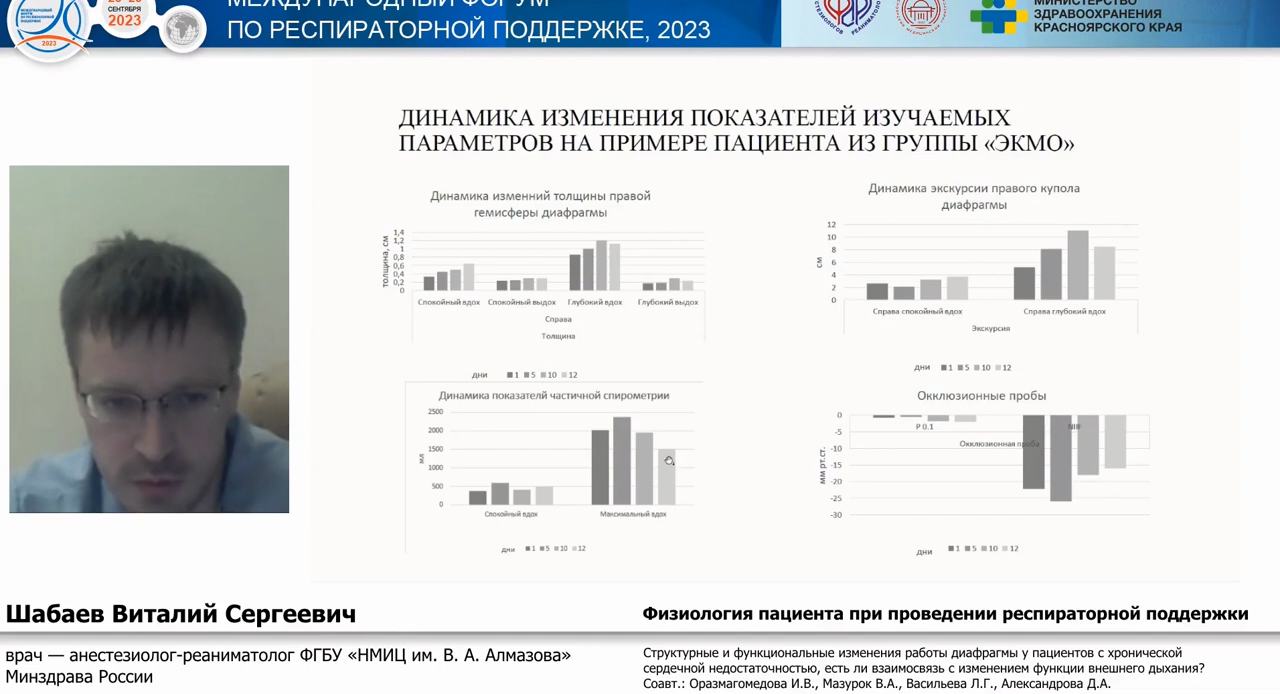 МЕЖДУНАРОДНЫЙ ФОРУМ
ПО РЕСПИРАТОРНОЙ ПОДДЕРЖКЕ, 2023
СЕНТЯБРЯ
2023
2023
МИНИСТЕРСТВО
ЗДРАВООХРАНЕНИЯ
КРАСНОЯРСКОГО КРАЯ
ДИНАМИКА ИЗМЕНЕНИЯ ПОКАЗАТЕЛЕЙ ИЗУЧАЕМЫХ
ПАРАМЕТРОВ НА ПРИМЕРЕ ПАЦИЕНТА ИЗ ГРУППЫ «ЭКМО»
Динамика изменний толщины правой
гемисферы диафрагмы
толщина, см
1,4
1,2
1
0,8
0,6
0,4
0,2
0
Спокойный вдох Спокойный выдох Глубокий вдох Глубокий выдох
Справа
Толщина
дни 1 5 10 12
Динамика экскурсии правого купола
диафрагмы
см
12
10
8
6
4
2
0
Справа спокойный вдох Справа глубокий вдох
Экскурсия
дни 1 5 10 12
Динамика показателй частичной спирометрии
мл
2500
2000
1500
1000
500
0
Спокойный вдох Максимальный вдох
дни 1 5 10 12
Окклюзионные пробы
мм рт.ст.
0
-5
-10
-15
-20
-25
-30
P 0.1 NIF
Окклюзионная проба
дни 1 5 10 12
Шабаев Виталий Сергеевич
врач — анестезиолог-реаниматолог ФГБУ «НМИЦ им. В. А. Алмазова»
Минздрава России
Физиология пациента при проведении респираторной поддержки
Структурные и функциональные изменения работы диафрагмы у пациентов с хронической
сердечной недостаточностью, есть ли взаимосвязь с изменением функции внешнего дыхания?
Соавт.: Оразмагомедова И.В., Мазурок В.А., Васильева Л.Г., Александрова Д.А.